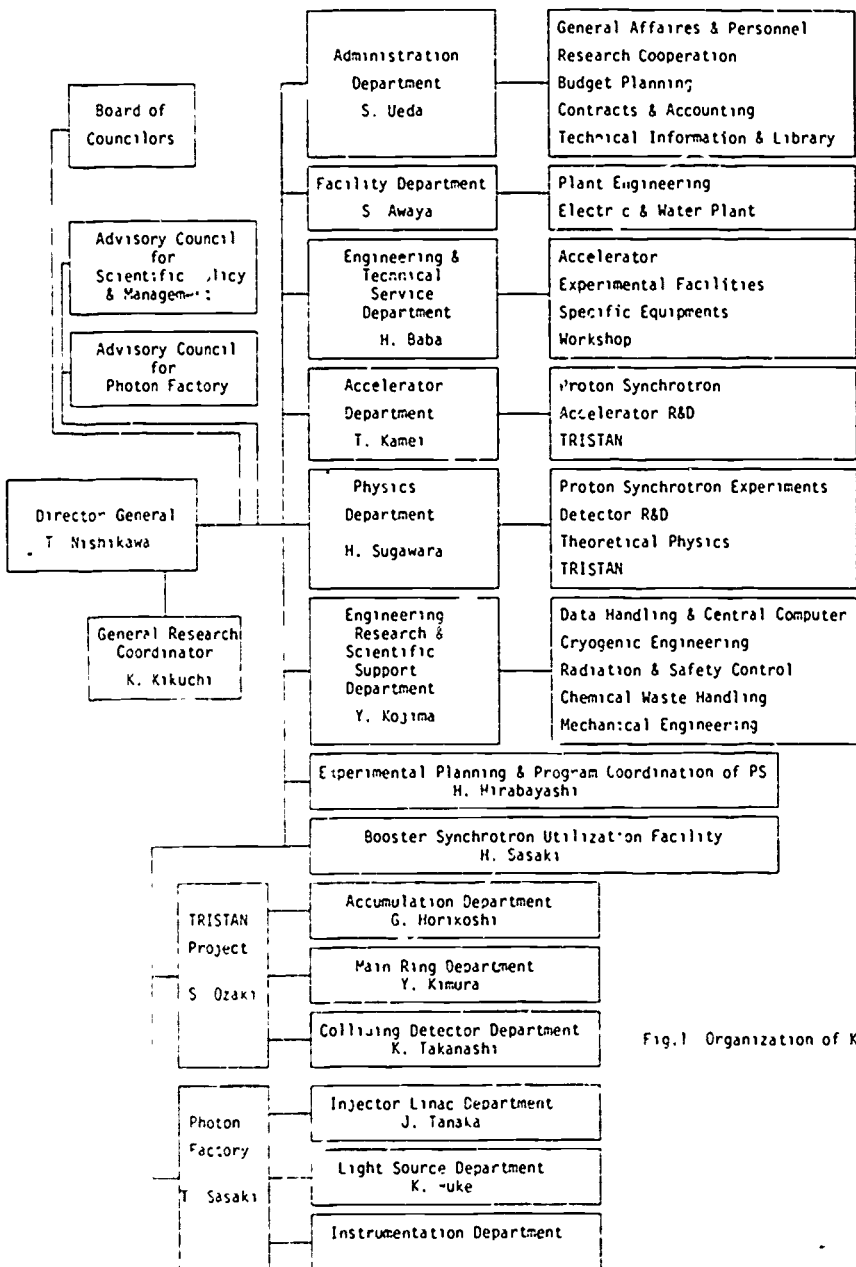 Board of
Councilors
Advisory Council
for
Scientific
& Management
Advisory Council
for
Photon Factory
Director General
T Nishikawa
General Research
Coordinator
K. Kikuchi
Administration
Department
S. Ueda
General Affaires & Personnel
Research Cooperation
Budget Planning
Contracts & Accounting
Technical Information & Library
Facility Department
S Awaya
Plant Engineering
Electr c & Water Plant
Engineering &
Technical
Service
Department
H. Baba
Accelerator
Experimental Facilities
Specific Equipments
Workshop
Accelerator
Department
T. Kamei
Proton Synchrotron
Accelerator R&D
TRISTAN
Physics
Department
H. Sugawara
Proton Synchrotron Experiments
Detector R&D
Theoretical Physics
TRISTAN
Engineering
Research &
Scientific
Support
Department
Y. Kojima
Data Handling & Central Computer
Cryogenic Engineering
Radiation & Safety Control
Chemical Waste Handling
Mechanical Engineering
Experimental Planning & Program Coordination of PS
H. Hirabayashi
Booster Synchrotron Utilization Facility
H. Sasaki
TRISTAN
Project
S Ozaki
Accumulation Department
G. Horikoshi
Main Ring Department
Y. Kimura
Colliding Detector Department
K. Takanashi
Fig.1 Organization of K
Photon
Factory
T Sasaki
Injector Linac Department
J. Tanaka
Light Source Department
K.
Instrumentation Department